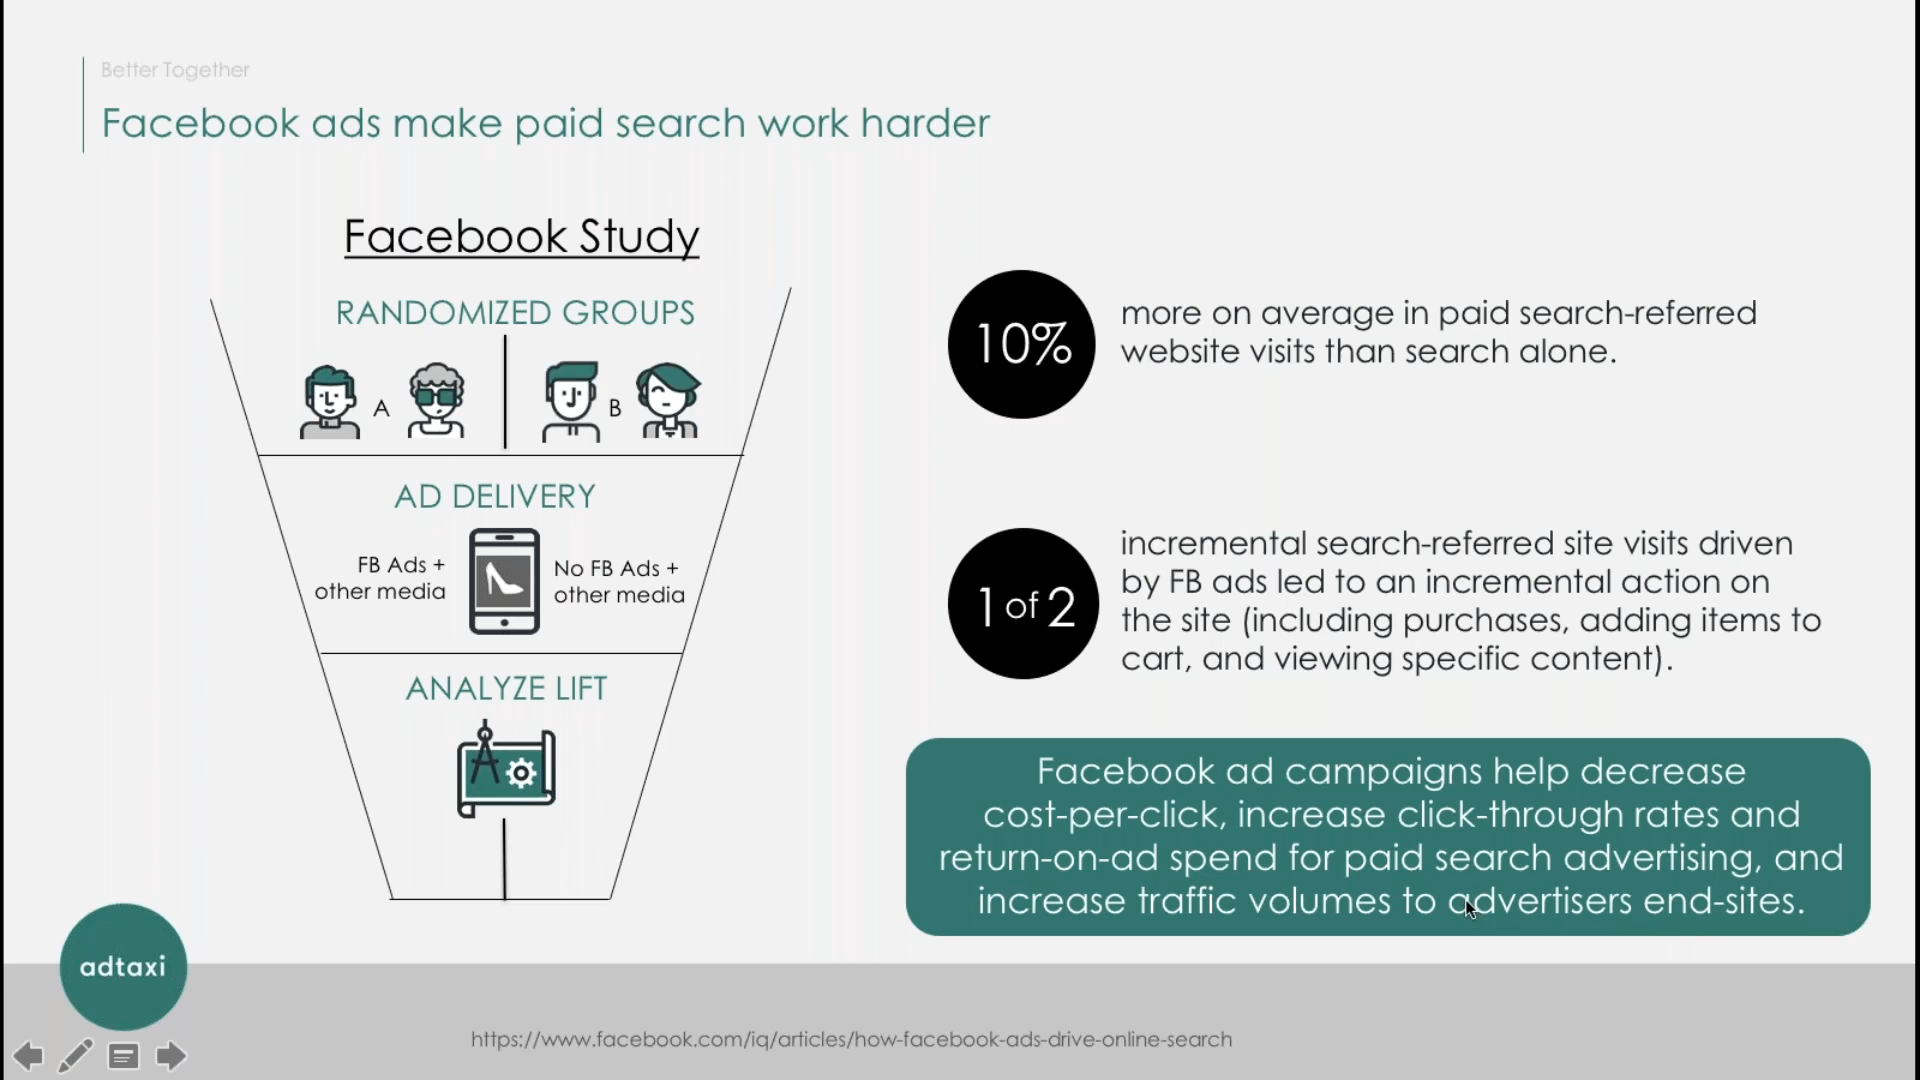 Better Together
Facebook ads make paid search work harder
Facebook Study
RANDOMIZED GROUPS
A
B
AD DELIVERY
FB Ads +
other media
No FB Ads +
other media
ANALYZE LIFT
10%
more on average in paid search-referred
website visits than search alone.
1 of 2
incremental search-referred site visits driven
by FB ads led to an incremental action on
the site (including purchases, adding items to
cart, and viewing specific content).
Facebook ad campaigns help decrease
cost-per-click, increase click-through rates and
return-on-ad spend for paid search advertising, and
increase traffic volumes to advertisers end-sites.
adtaxi
https://www.facebook.com/iq/articles/how-facebook-ads-drive-online-search